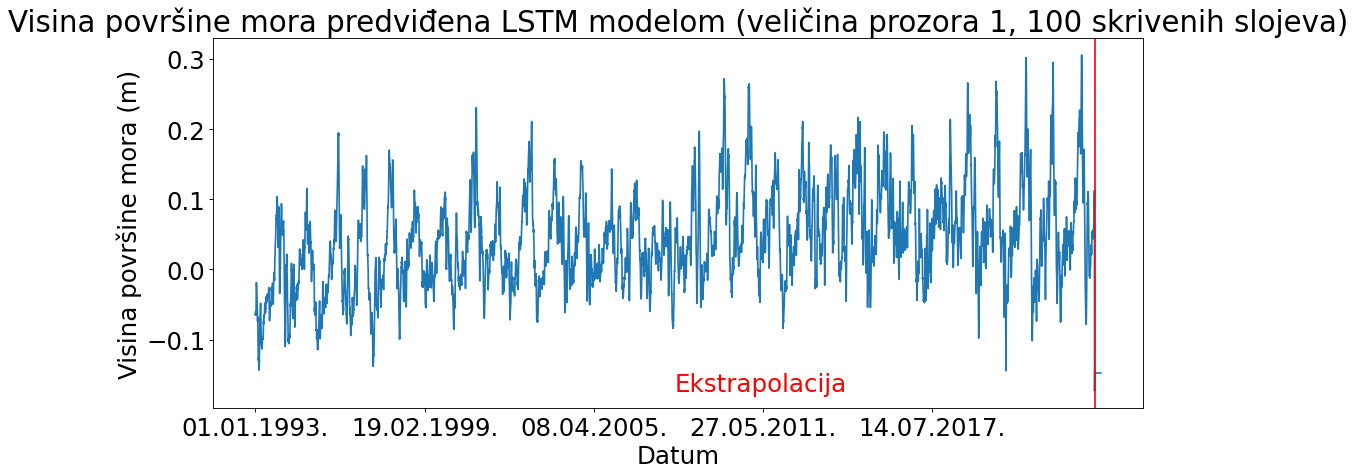 Visina površine mora predviđena LSTM modelom (veličina prozora 1, 100 skrivenih slojeva)
Visina površine mora (m)
0.3
0.2
0.1
0.0
−0.1
Ekstrapolacija
01.01.1993. 19.02.1999. 08.04.2005. 27.05.2011. 14.07.2017.
Datum